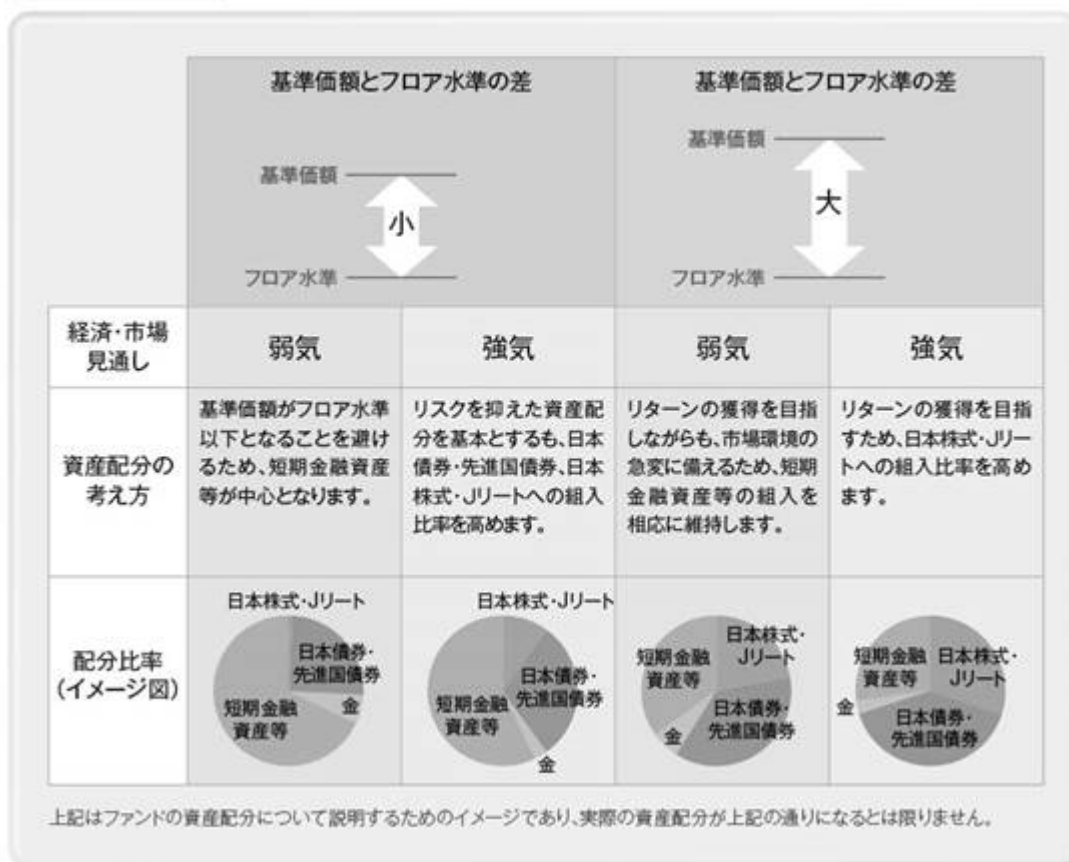 基準価額とフロア水準の差
基準価額
小
フロア水準
基準価額とフロア水準の差
基準価額
大
フロア水準
経済・市場
見通し
弱気
強気
弱気
強気
資産配分の
考え方
基準価額がフロア水準
以下となることを避け
るため、短期金融資産
等が中心となります。
リスクを抑えた資産配
分を基本とするも、日本
債券・先進国債券、日本
株式・Jリートへの組入
比率を高めます。
リターンの獲得を目指
しながらも、市場環境の
急変に備えるため、短期
金融資産等の組入を
相応に維持します。
リターンの獲得を目指
すため、日本株式・Jリー
トへの組入比率を高め
ます。
配分比率
(イメージ図)
日本株式・Jリート
日本債券・
先進国債券
金
短期金融
資産等
日本株式・Jリート
日本債券・
先進国債券
短期金融
資産等
金
日本株式・
Jリート
短期金融
資産等
日本債券・
先進国債券
金
短期金融
資産等
日本株式・
Jリート
金
日本債券・
先進国債券
上記はファンドの資産配分について説明するためのイメージであり、実際の資産配分が上記の通りになるとは限りません。